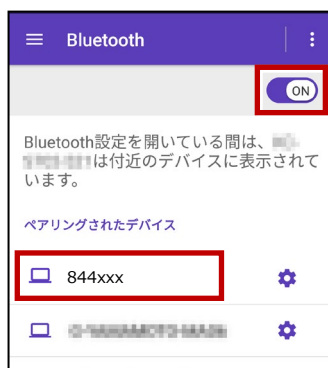 Bluetooth
ON
Bluetooth設定を開いている間は、
は付近のデバイスに表示されて
います。
ペアリングされたデバイス
844xxx